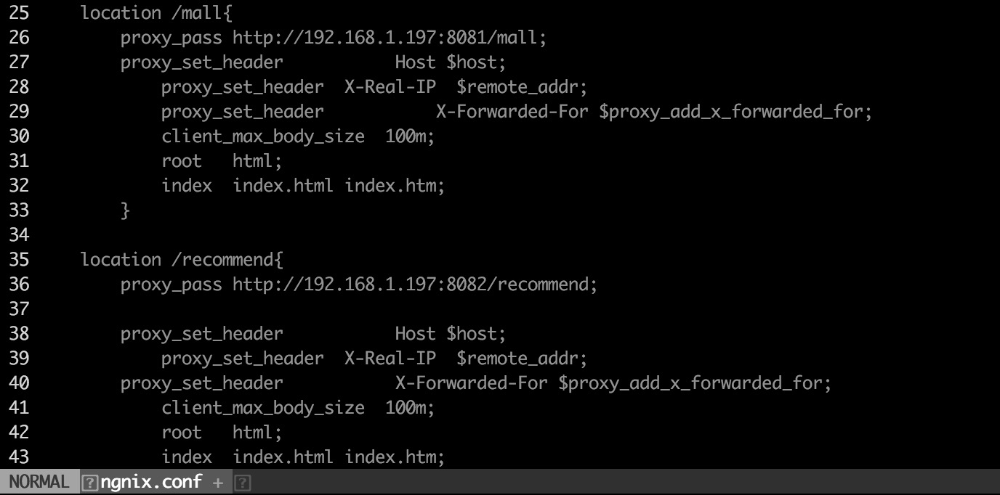 25 location /mall{
26 proxy_pass http://192.168.1.197:8081/mall;
27 proxy_set_header Host $host;
28 proxy_set_header X-Real-IP $remote_addr;
29 proxy_set_header X-Forwarded-For $proxy_add_x_forwarded_for;
30 client_max_body_size 100m;
31 root html;
32 index index.html index.htm;
33 }
34
35 location /recommend{
36 proxy_pass http://192.168.1.197:8082/recommend;
37
38 proxy_set_header Host $host;
39 proxy_set_header X-Real-IP $remote_addr;
40 proxy_set_header X-Forwarded-For $proxy_add_x_forwarded_for;
41 client_max_body_size 100m;
42 root html;
43 index index.html index.htm;
NORMAL ?ngnix.conf + ?